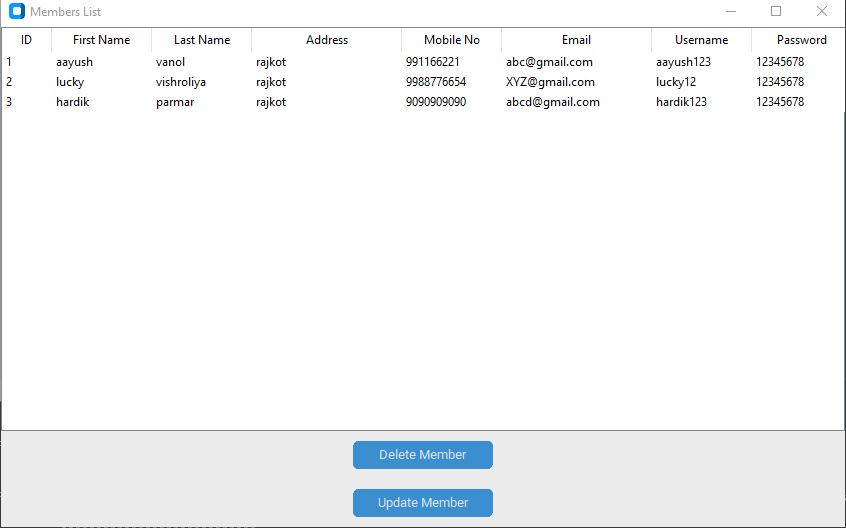 Members List
ID First Name Last Name Address Mobile No Email Username Password
1 aayush vanol rajkot 991166221 abc@gmail.com aayush123 12345678
2 lucky vishroliya rajkot 9988776654 XYZ@gmail.com lucky12 12345678
3 hardik parmar rajkot 9090909090 abcd@gmail.com hardik123 12345678
Delete Member
Update Member